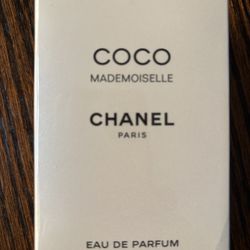 COCO
MADEMOISELLE
CHANEL
PARIS
EAU DE PARFUM